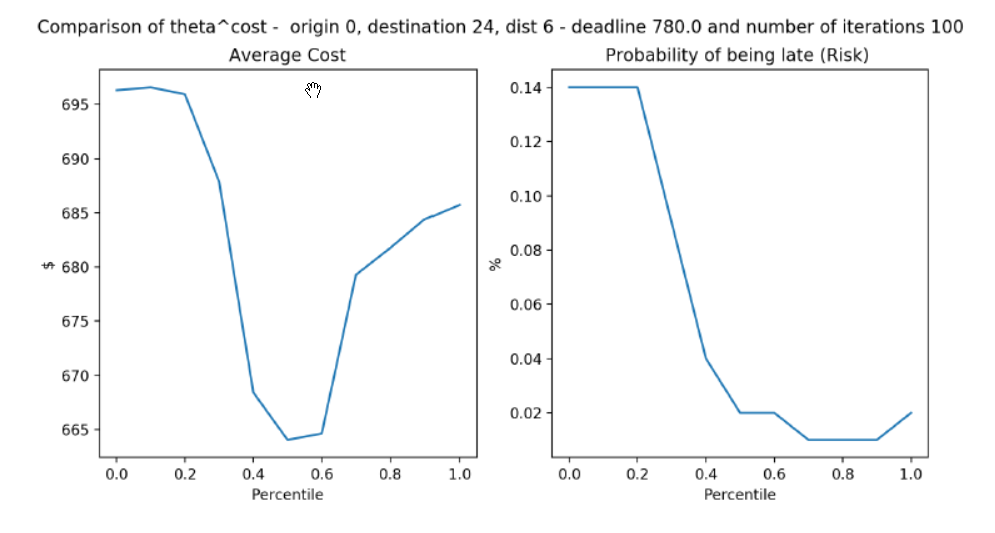 Comparison of theta^cost -  origin 0, destination 24, dist 6 - deadline 780.0 and number of iterations 100
Average Cost
695
690
685
680
675
670
665
$
0.0 0.2 0.4 0.6 0.8 1.0
Percentile
Probability of being late (Risk)
0.14
0.12
0.10
0.08
0.06
0.04
0.02
%
0.0 0.2 0.4 0.6 0.8 1.0
Percentile